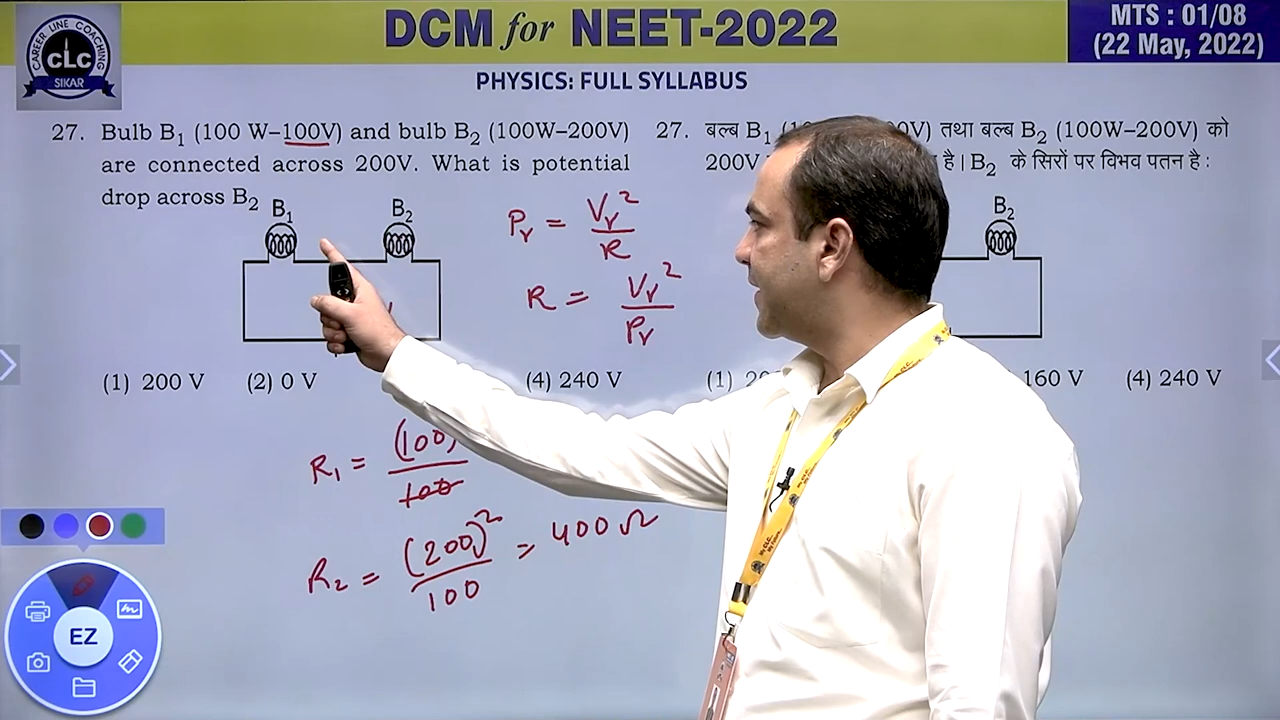 DCM for NEET-2022
MTS : 01/08
(22 May, 2022)
CAREER LINE COACHING
CLC
SIKAR
PHYSICS: FULL SYLLABUS
27. Bulb B₁ (100 W–100V) and bulb B₂ (100W–200V)
are connected across 200V. What is potential
drop across B₂
B₁ B₂
(1) 200 V (2) 0 V (4) 240 V
27. बल्ब B₁ 0V) तथा बल्ब B₂ (100W–200V) को
200V है। B₂ के सिरों पर विभव पतन है :
B₂
(1) 160 V (4) 240 V
Pᵣ = Vᵣ² / R
R = Vᵣ² / Pᵣ
R₁ = (100) / 100
R₂ = (200)² / 100 = 400 Ω
EZ